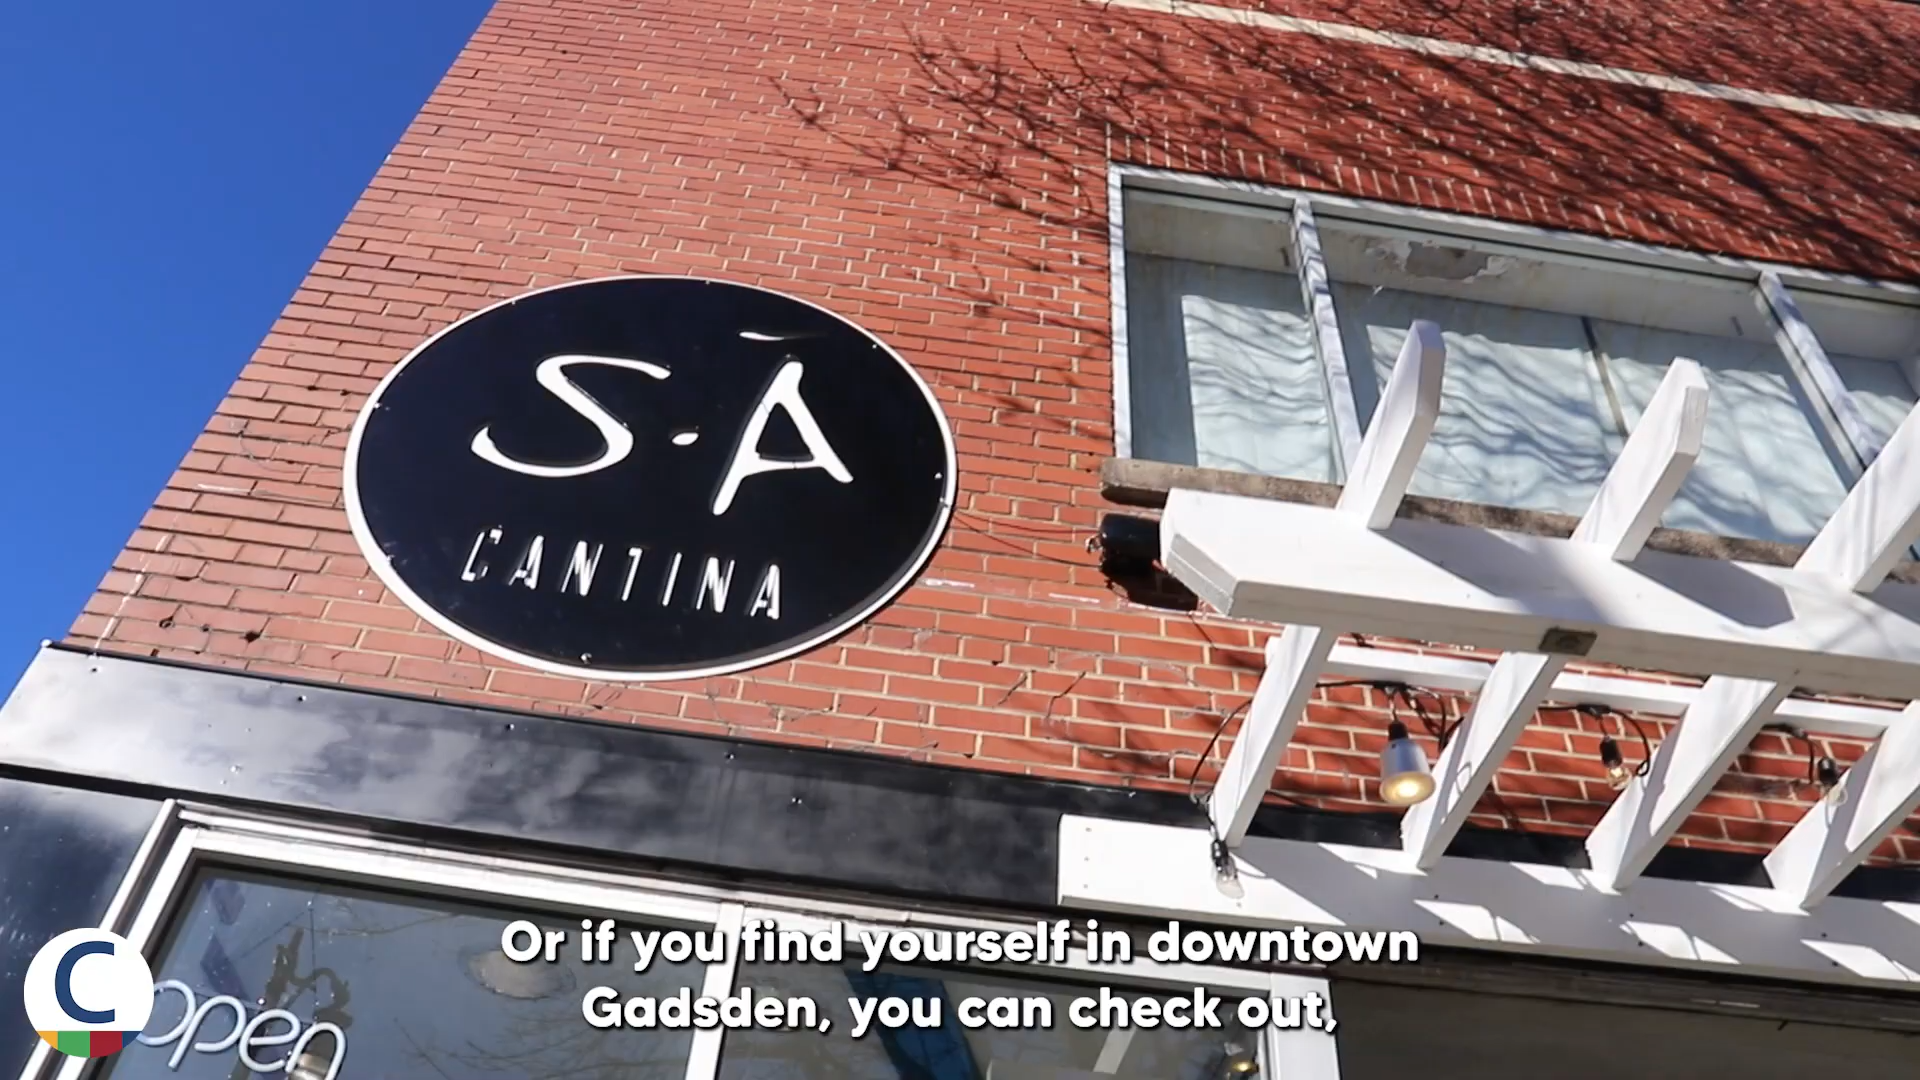 S·Ā
CANTINA
open
C
Or if you find yourself in downtown
Gadsden, you can check out,